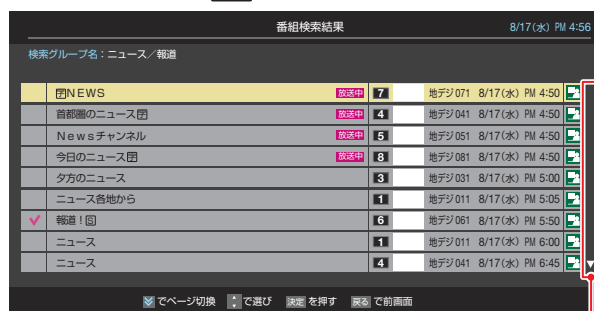 番組検索結果 8/17(水) PM 4:56
検索グループ名：ニュース／報道
字NEWS 放送中 7 地デジ071 8/17(水) PM 4:50
首都圏のニュース字 放送中 4 地デジ041 8/17(水) PM 4:50
Newsチャンネル 放送中 5 地デジ051 8/17(水) PM 4:50
今日のニュース字 放送中 8 地デジ081 8/17(水) PM 4:50
夕方のニュース 3 地デジ031 8/17(水) PM 5:00
ニュース各地から 1 地デジ011 8/17(水) PM 5:05
報道！S 6 地デジ061 8/17(水) PM 5:50
ニュース 1 地デジ011 8/17(水) PM 6:00
ニュース 4 地デジ041 8/17(水) PM 6:45
でページ切換 で選び 決定 を押す 戻る で前画面